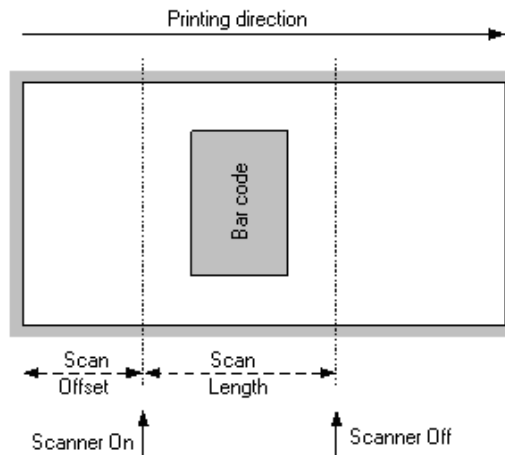 Printing direction
Bar code
Scan
Offset
Scan
Length
Scanner On
Scanner Off